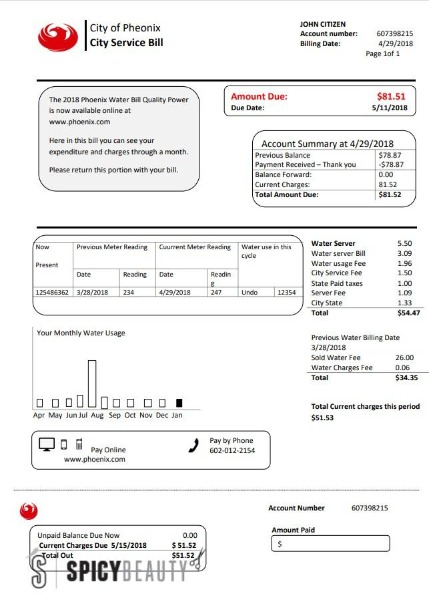 City of Pheonix
City Service Bill
JOHN CITIZEN
Account number: 607398215
Billing Date: 4/29/2018
Page 1of 1
The 2018 Phoenix Water Bill Quality Power
is now available online at
www.phoenix.com
Here in this bill you can see your
expenditure and charges through a month.
Please return this portion with your bill.
Amount Due: $81.51
Due Date: 5/11/2018
Account Summary at 4/29/2018
Previous Balance $78.87
Payment Received – Thank you -$78.87
Balance Forward: 0.00
Current Charges: 81.52
Total Amount Due: $81.52
Now Present Previous Meter Reading Cuurrent Meter Reading Water use in this
cycle
Date Reading Date Readin
g
125486362 3/28/2018 234 4/29/2018 247 Undo 12354
Water Server 5.50
Water server Bill 3.09
Water usage Fee 1.96
City Service Fee 1.50
State Paid taxes 1.00
Server Fee 1.09
City State 1.33
Total $54.47
Your Monthly Water Usage
Apr May Jun Jul Aug Sep Oct Nov Dec Jan
Previous Water Billing Date
3/28/2018
Sold Water Fee 26.00
Water Charges Fee 0.06
Total $34.35
Total Current charges this period
$51.53
Pay Online
www.phoenix.com
Pay by Phone
602-012-2154
Account Number 607398215
Unpaid Balance Due Now 0.00
Current Charges Due 5/15/2018 $ 51.52
Total Out $51.52
Amount Paid
$
SPICYBEAUTY